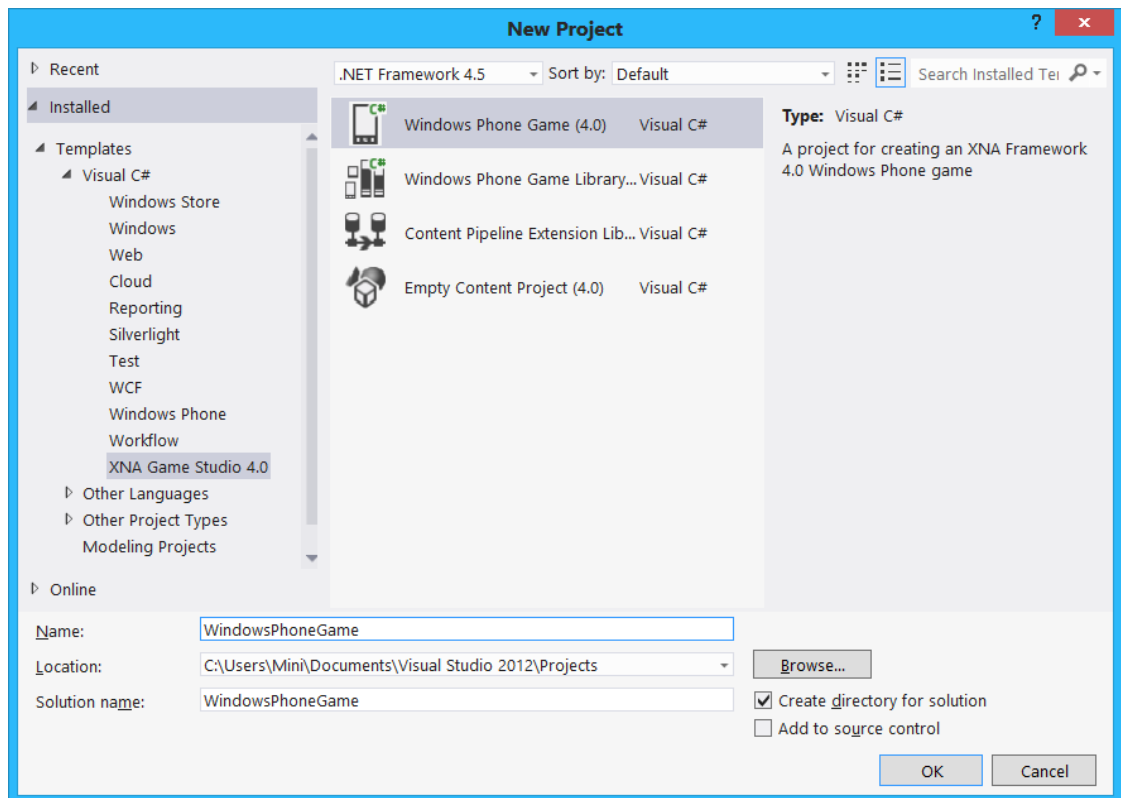 New Project
?
x
Recent
.NET Framework 4.5 Sort by: Default Search Installed Te
Installed
Templates
Visual C#
Windows Store
Windows
Web
Cloud
Reporting
Silverlight
Test
WCF
Windows Phone
Workflow
XNA Game Studio 4.0
Other Languages
Other Project Types
Modeling Projects
Online
C# Windows Phone Game (4.0) Visual C#
C# Windows Phone Game Library... Visual C#
Content Pipeline Extension Lib... Visual C#
Empty Content Project (4.0) Visual C#
Type: Visual C#
A project for creating an XNA Framework
4.0 Windows Phone game
Name: WindowsPhoneGame
Location: C:\Users\Mini\Documents\Visual Studio 2012\Projects Browse...
Solution name: WindowsPhoneGame
Create directory for solution
Add to source control
OK Cancel